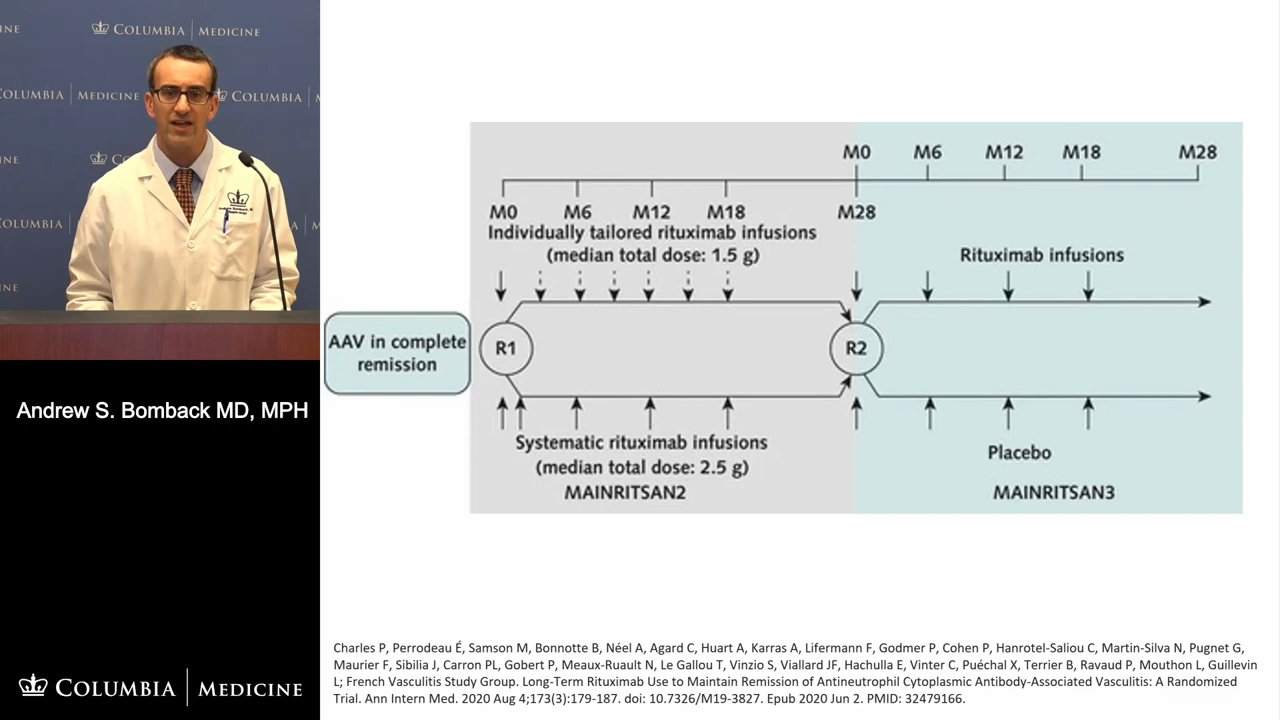 NE
COLUMBIA | MEDICINE
COLUMBIA | MEDICINE
COLUMBIA | M
NE
C
COLUMBIA
NE
Andrew S. Bomback MD, MPH
COLUMBIA | MEDICINE
M0 M6 M12 M18 M28
M0 M6 M12 M18 M28
Individually tailored rituximab infusions
(median total dose: 1.5 g)
Rituximab infusions
AAV in complete
remission
R1
R2
Systematic rituximab infusions
(median total dose: 2.5 g)
MAINRITSAN2
Placebo
MAINRITSAN3
Charles P, Perrodeau É, Samson M, Bonnotte B, Néel A, Agard C, Huart A, Karras A, Lifermann F, Godmer P, Cohen P, Hanrotel-Saliou C, Martin-Silva N, Pugnet G,
Maurier F, Sibilia J, Carron PL, Gobert P, Meaux-Ruault N, Le Gallou T, Vinzio S, Viallard JF, Hachulla E, Vinter C, Puéchal X, Terrier B, Ravaud P, Mouthon L, Guillevin
L; French Vasculitis Study Group. Long-Term Rituximab Use to Maintain Remission of Antineutrophil Cytoplasmic Antibody-Associated Vasculitis: A Randomized
Trial. Ann Intern Med. 2020 Aug 4;173(3):179-187. doi: 10.7326/M19-3827. Epub 2020 Jun 2. PMID: 32479166.